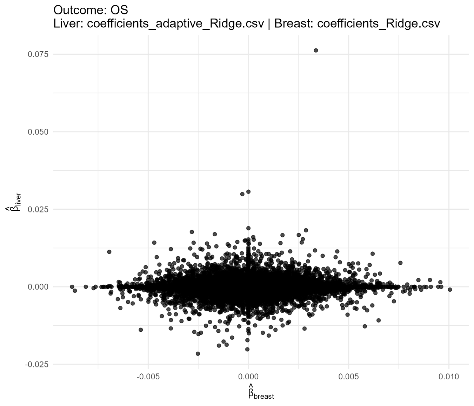 Outcome: OS
Liver: coefficients_adaptive_Ridge.csv | Breast: coefficients_Ridge.csv
0.075
0.050
0.025
0.000
-0.025
β̂liver
-0.005
0.000
0.005
0.010
β̂breast